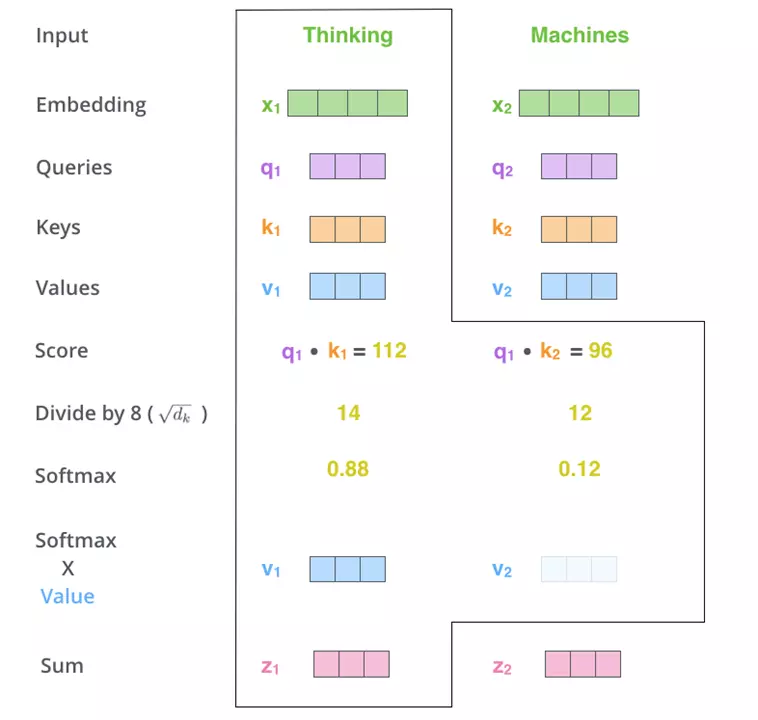 Input Thinking Machines
Embedding x₁ x₂
Queries q₁ q₂
Keys k₁ k₂
Values v₁ v₂
Score q₁ • k₁ = 112 q₁ • k₂ = 96
Divide by 8 ( √dₖ ) 14 12
Softmax 0.88 0.12
Softmax
X v₁ v₂
Value
Sum z₁ z₂